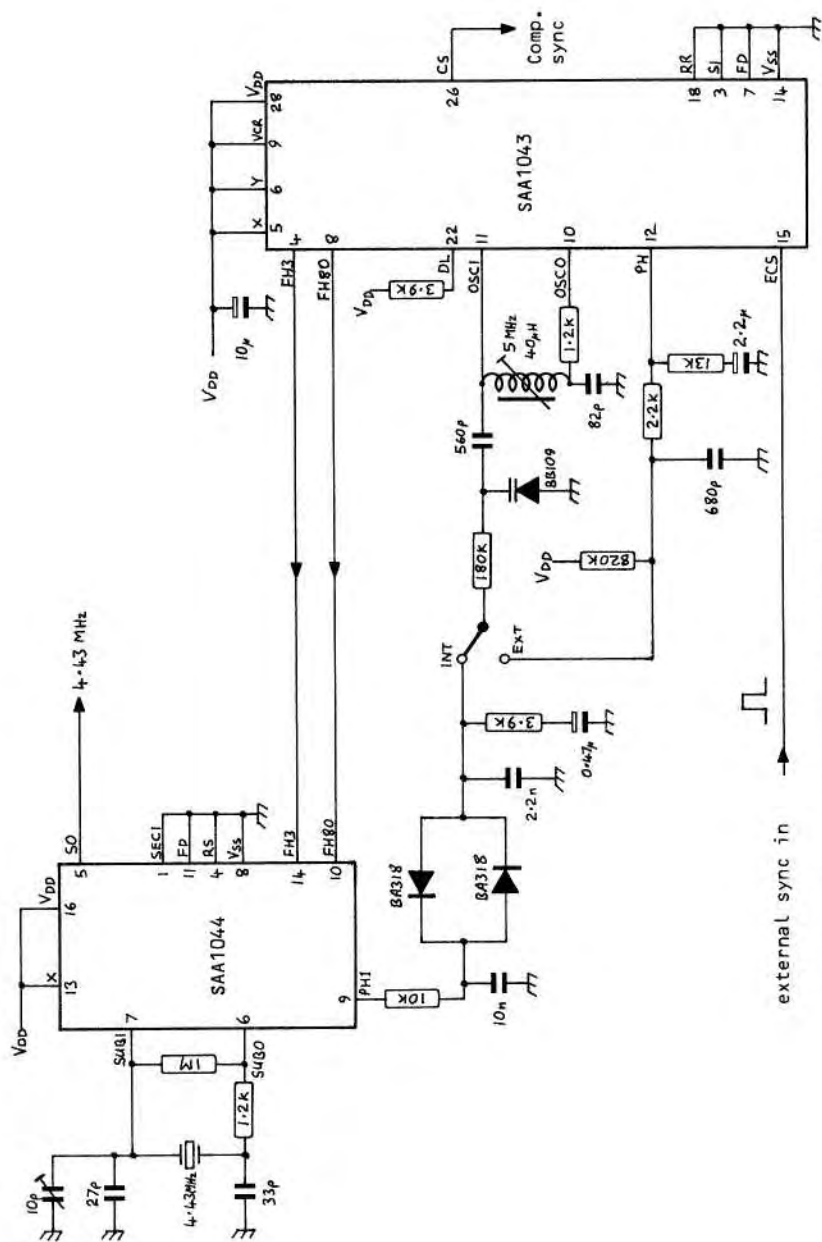 4.43 MHz
VDD
X
VDD
13
16
5
SO
SAA1044
SUBI
7
SUBO
6
1
SECI
11
FD
4
RS
8
VSS
14
FH3
10
FH80
9
PHI
10p
27p
4.43MHz
33p
1M
1.2K
10K
10n
BA318
BA318
2.2n
3.9K
0.47µ
INT
EXT
180K
VDD
820K
560p
BB109
5 MHz
40µH
82p
1.2K
2.2K
680p
13K
2.2µ
VDD
10µ
VDD
3.9K
FH3
4
FH80
8
DL
22
OSCI
11
OSCO
10
PH
12
ECS
15
X
5
Y
6
VCR
9
VDD
28
SAA1043
CS
26
Comp.
sync
RR
18
SI
3
FD
7
VSS
14
external sync in